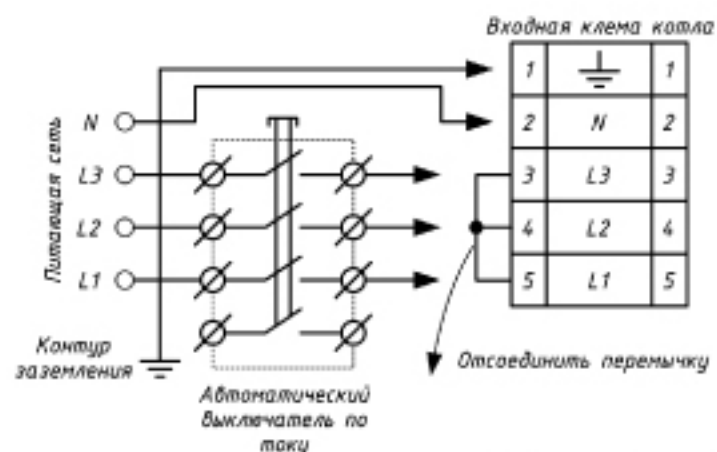 Входная клема котла
1 1
N 2 N 2
L3 3 L3 3
L2 4 L2 4
L1 5 L1 5
Питающая сеть
Контур
заземления
Отсоединить перемычку
Автоматический
выключатель по
току